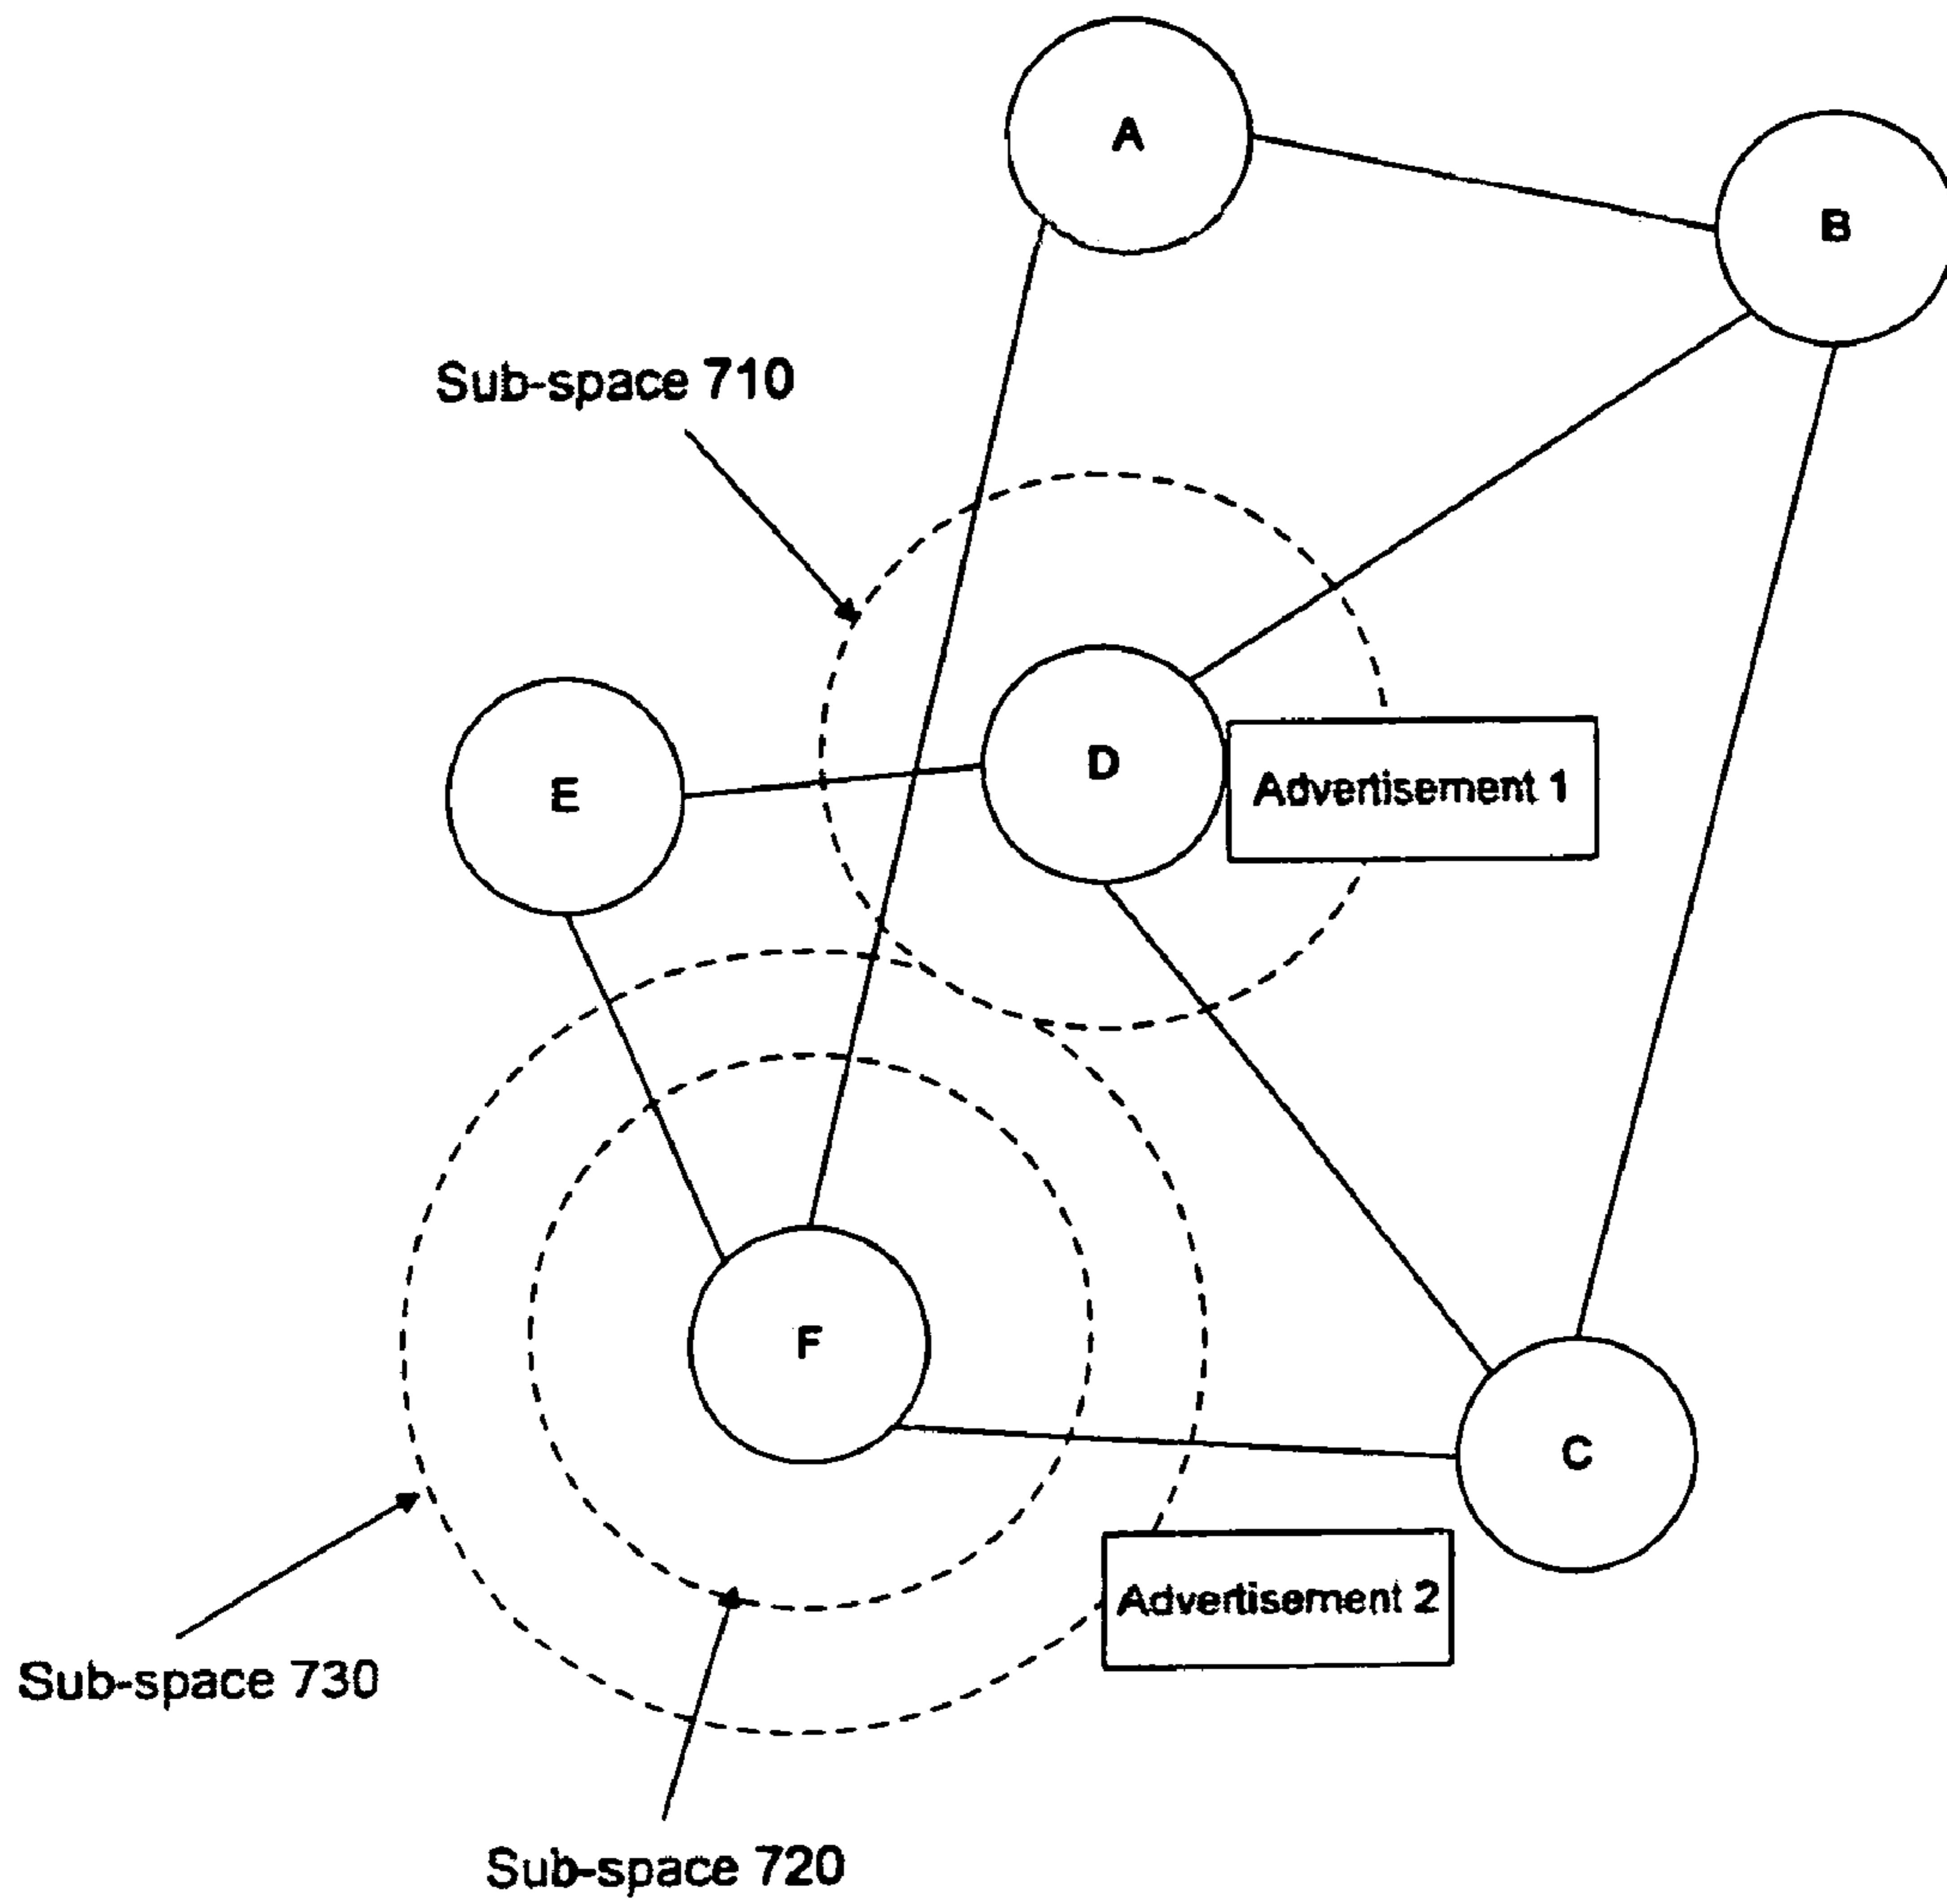 A
B
Sub-space 710
E
D
Advertisement 1
F
C
Advertisement 2
Sub-space 730
Sub-space 720